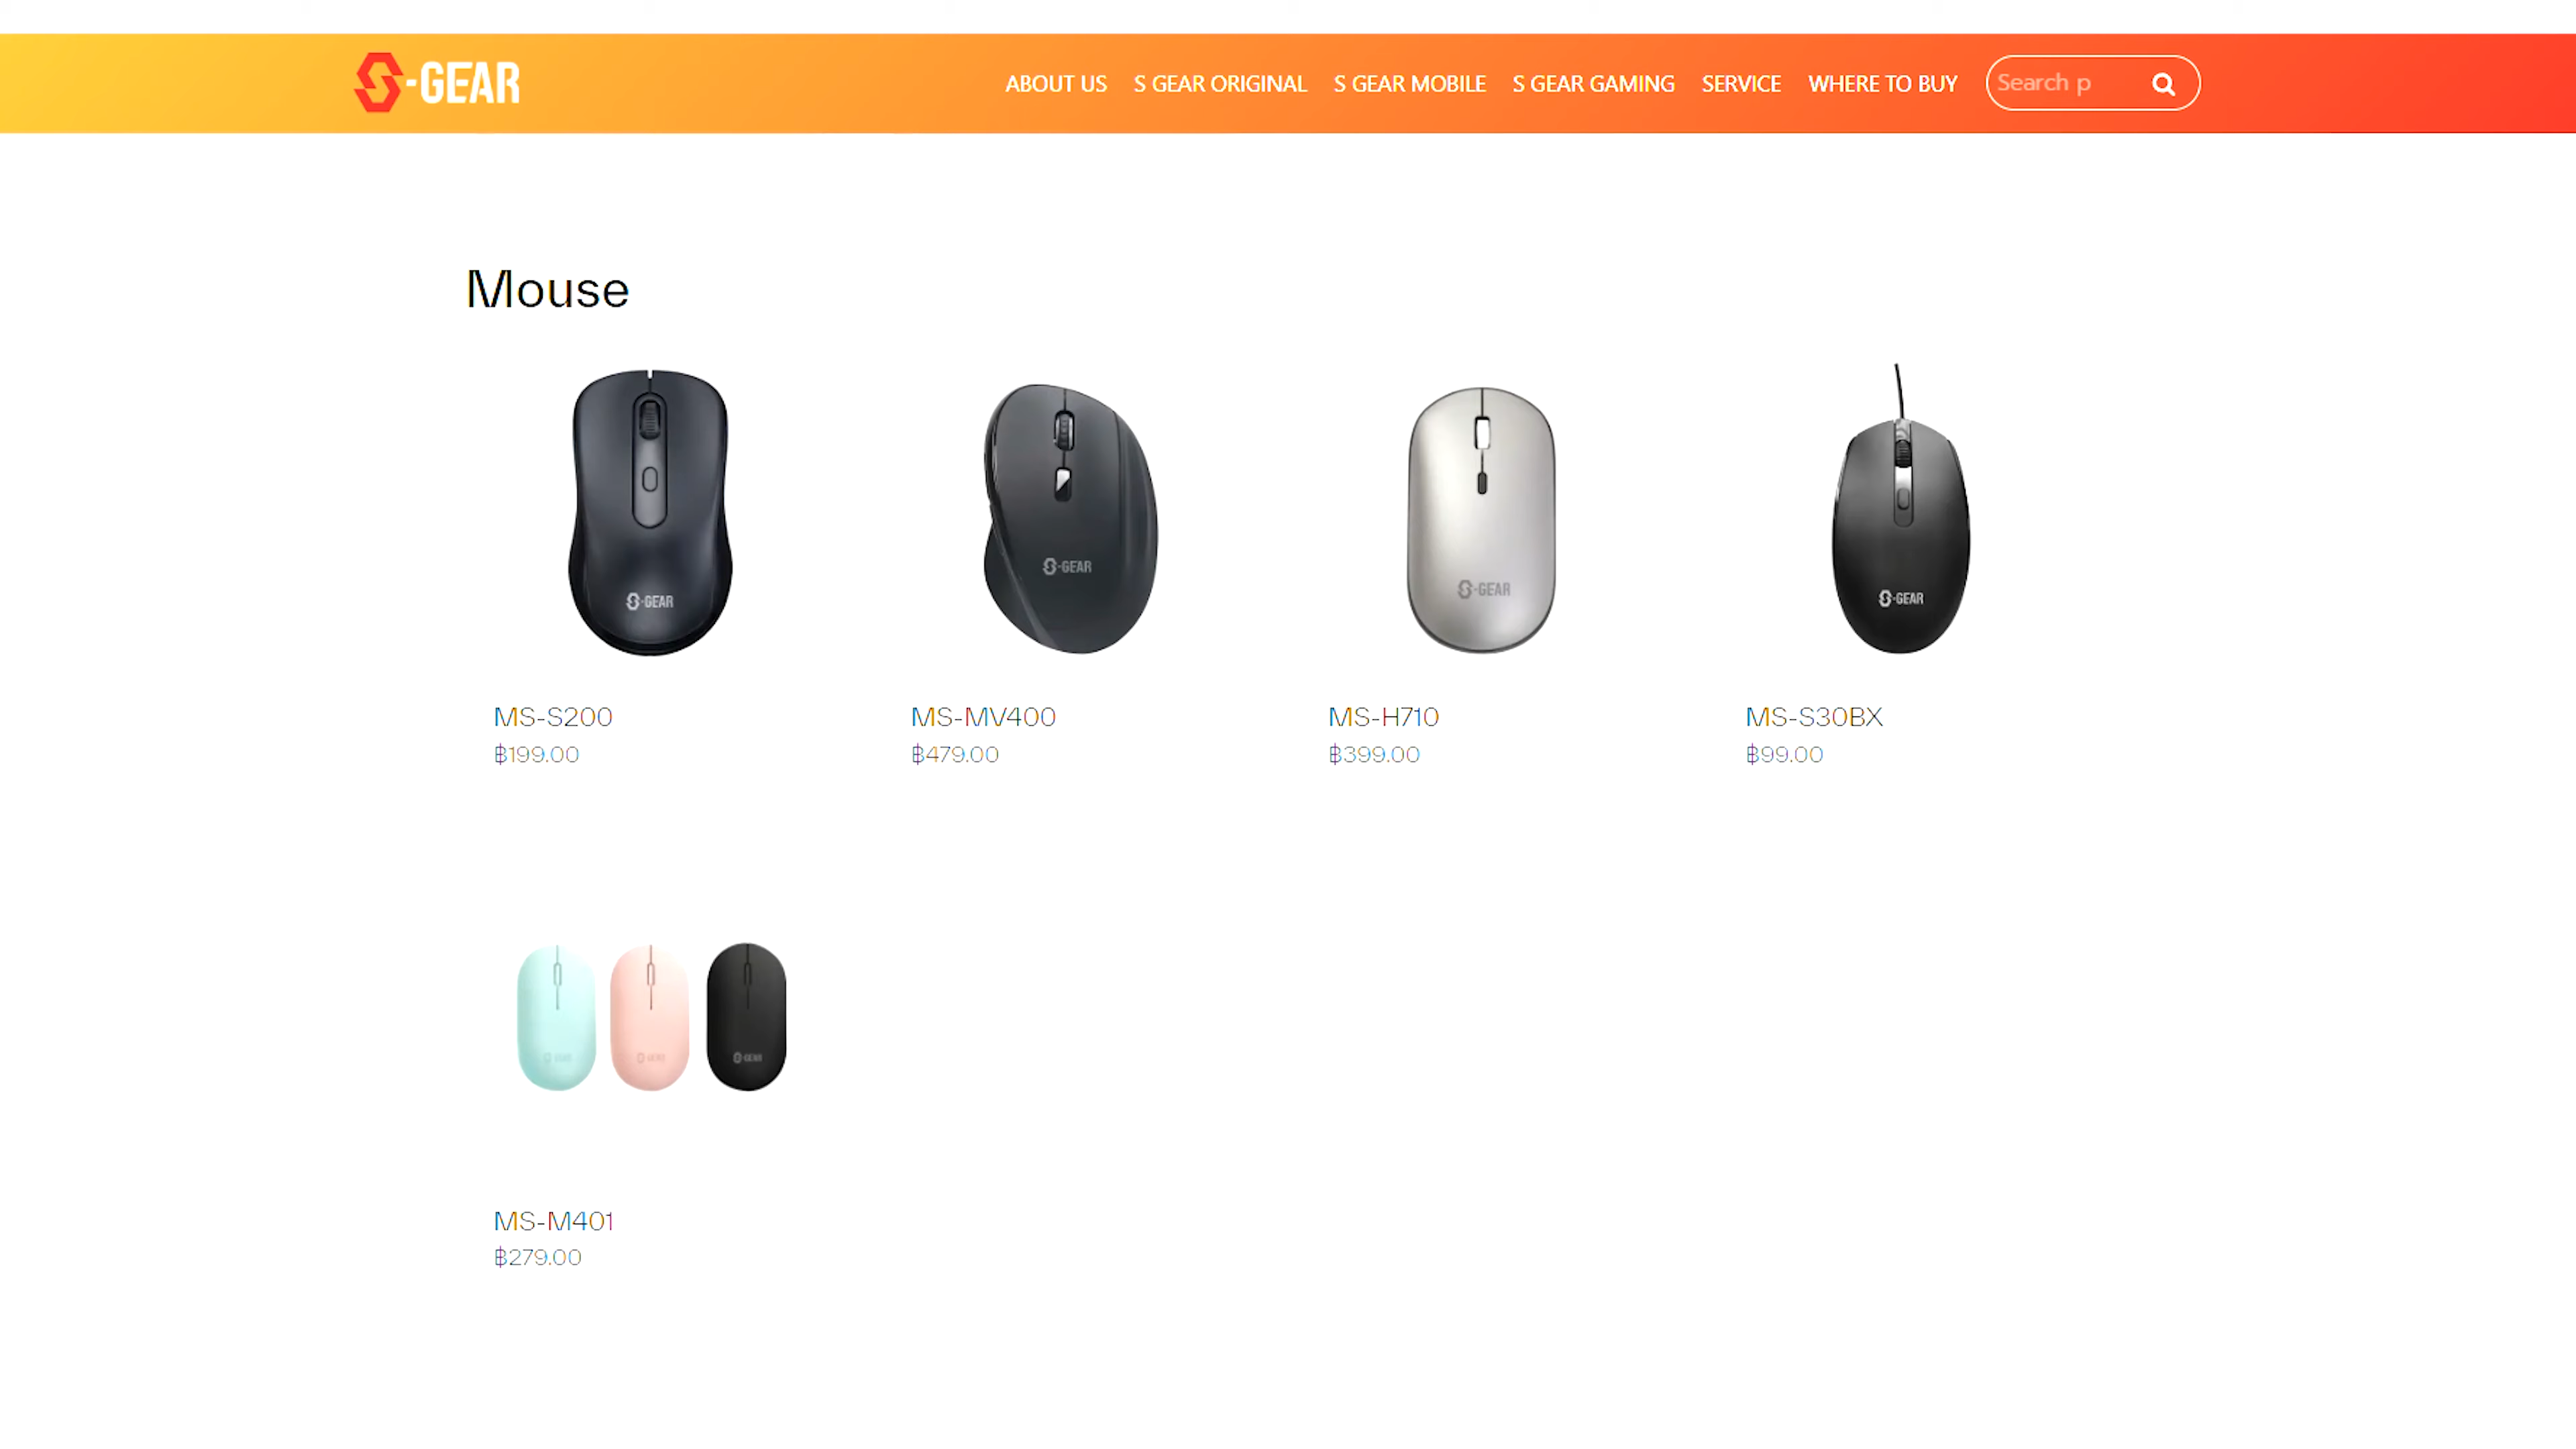 S-GEAR ABOUT US S GEAR ORIGINAL S GEAR MOBILE S GEAR GAMING SERVICE WHERE TO BUY Search p
Mouse
S-GEAR
S-GEAR
S-GEAR
S-GEAR
MS-S200
฿199.00
MS-MV400
฿479.00
MS-H710
฿399.00
MS-S30BX
฿99.00
S-GEAR
MS-M401
฿279.00